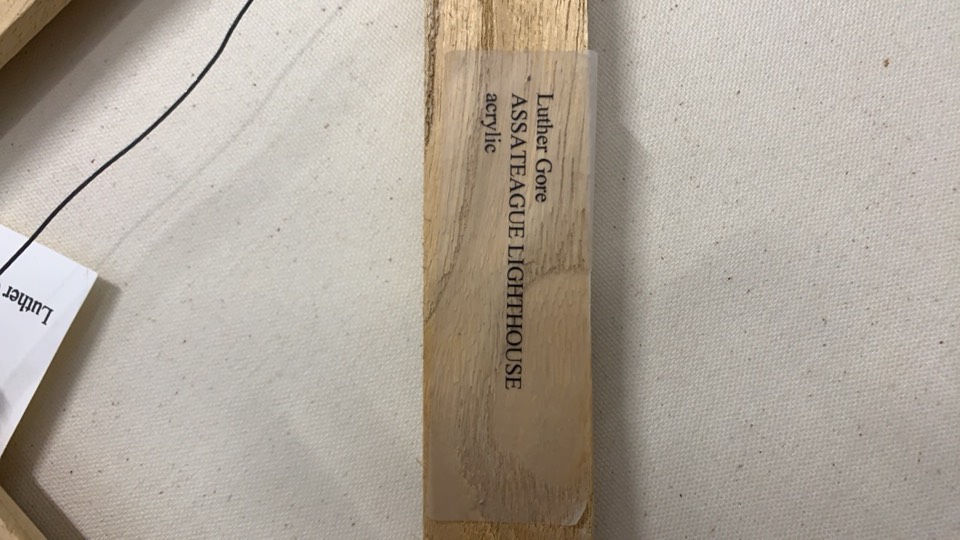 Luther Gore
ASSATEAGUE LIGHTHOUSE
acrylic
Luther